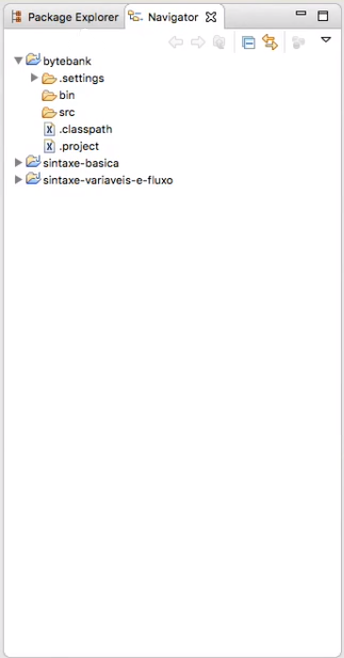 Package Explorer Navigator
bytebank
.settings
bin
src
.classpath
.project
sintaxe-basica
sintaxe-variaveis-e-fluxo